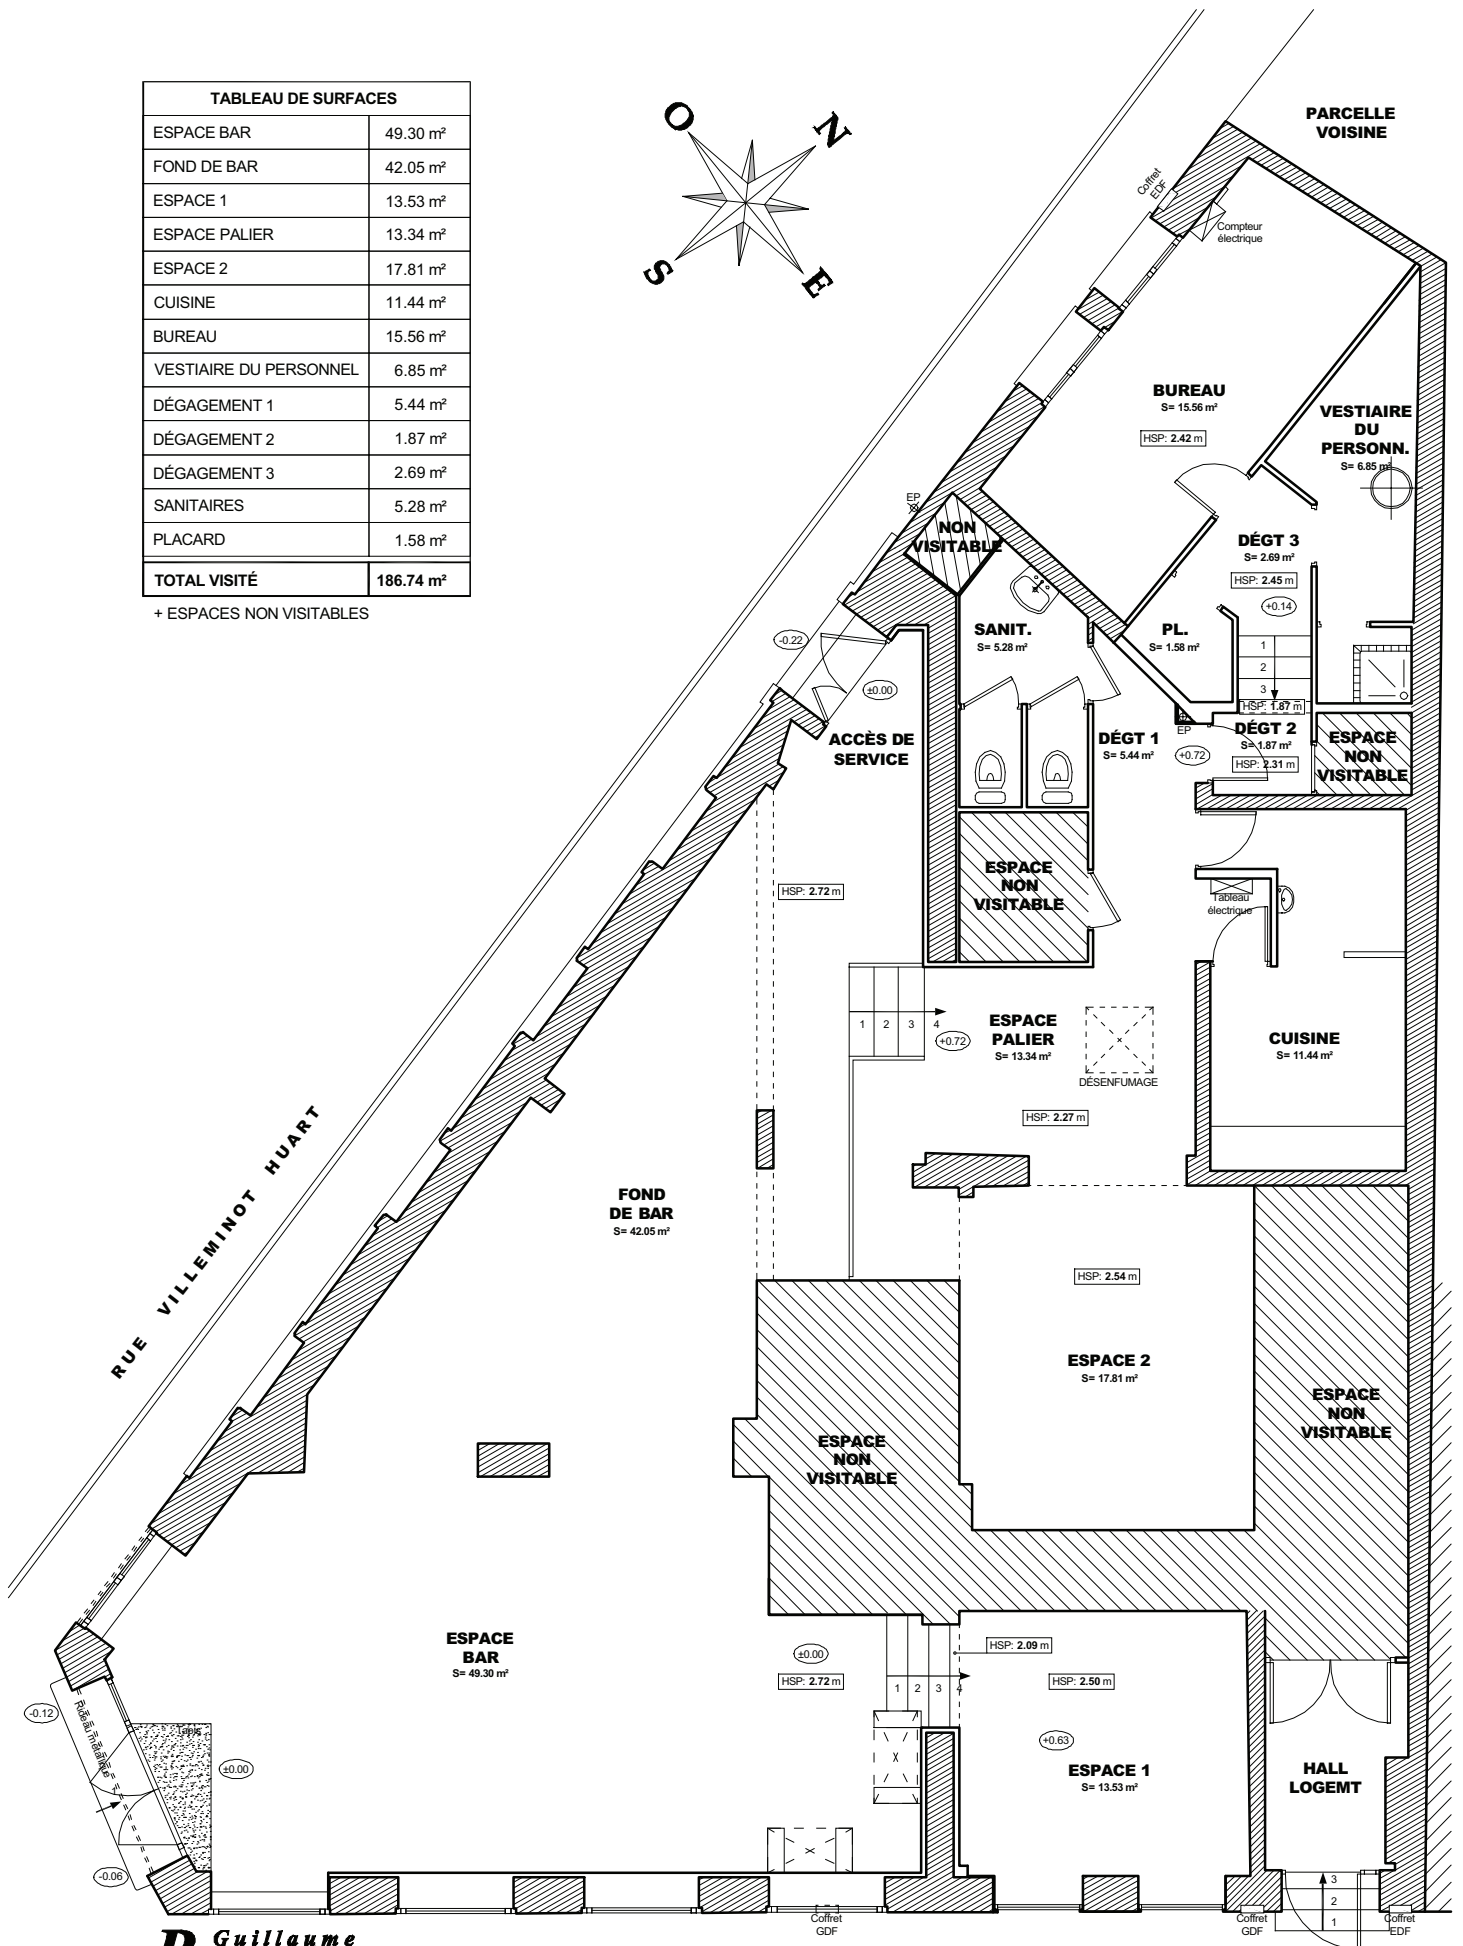 TABLEAU DE SURFACES
ESPACE BAR 49.30 m²
FOND DE BAR 42.05 m²
ESPACE 1 13.53 m²
ESPACE PALIER 13.34 m²
ESPACE 2 17.81 m²
CUISINE 11.44 m²
BUREAU 15.56 m²
VESTIAIRE DU PERSONNEL 6.85 m²
DÉGAGEMENT 1 5.44 m²
DÉGAGEMENT 2 1.87 m²
DÉGAGEMENT 3 2.69 m²
SANITAIRES 5.28 m²
PLACARD 1.58 m²
TOTAL VISITÉ 186.74 m²
+ ESPACES NON VISITABLES
O
N
S
E
PARCELLE
VOISINE
Coffret
EDF
Compteur
électrique
BUREAU
S= 15.56 m²
HSP: 2.42 m
VESTIAIRE
DU
PERSONN.
S= 6.85 m²
EP
NON
VISITABLE
DÉGT 3
S= 2.69 m²
HSP: 2.45 m
+0.14
SANIT.
S= 5.28 m²
PL.
S= 1.58 m²
1
2
3
HSP: 1.87 m
-0.22
±0.00
ACCÈS DE
SERVICE
DÉGT 1
S= 5.44 m²
EP
+0.72
DÉGT 2
S= 1.87 m²
HSP: 2.31 m
ESPACE
NON
VISITABLE
HSP: 2.72 m
ESPACE
NON
VISITABLE
Tableau
électrique
1 2 3 4
+0.72
ESPACE
PALIER
S= 13.34 m²
DÉSENFUMAGE
HSP: 2.27 m
CUISINE
S= 11.44 m²
RUE VILLEMINOT HUART
FOND
DE BAR
S= 42.05 m²
HSP: 2.54 m
ESPACE 2
S= 17.81 m²
ESPACE
NON
VISITABLE
ESPACE
NON
VISITABLE
ESPACE
BAR
S= 49.30 m²
±0.00
HSP: 2.72 m
1 2 3 4
HSP: 2.09 m
HSP: 2.50 m
+0.63
ESPACE 1
S= 13.53 m²
HALL
LOGEMT
-0.12
Rideau métallique
Tapis
±0.00
-0.06
Coffret
GDF
Coffret
GDF
3
2
1
Coffret
EDF
Guillaume